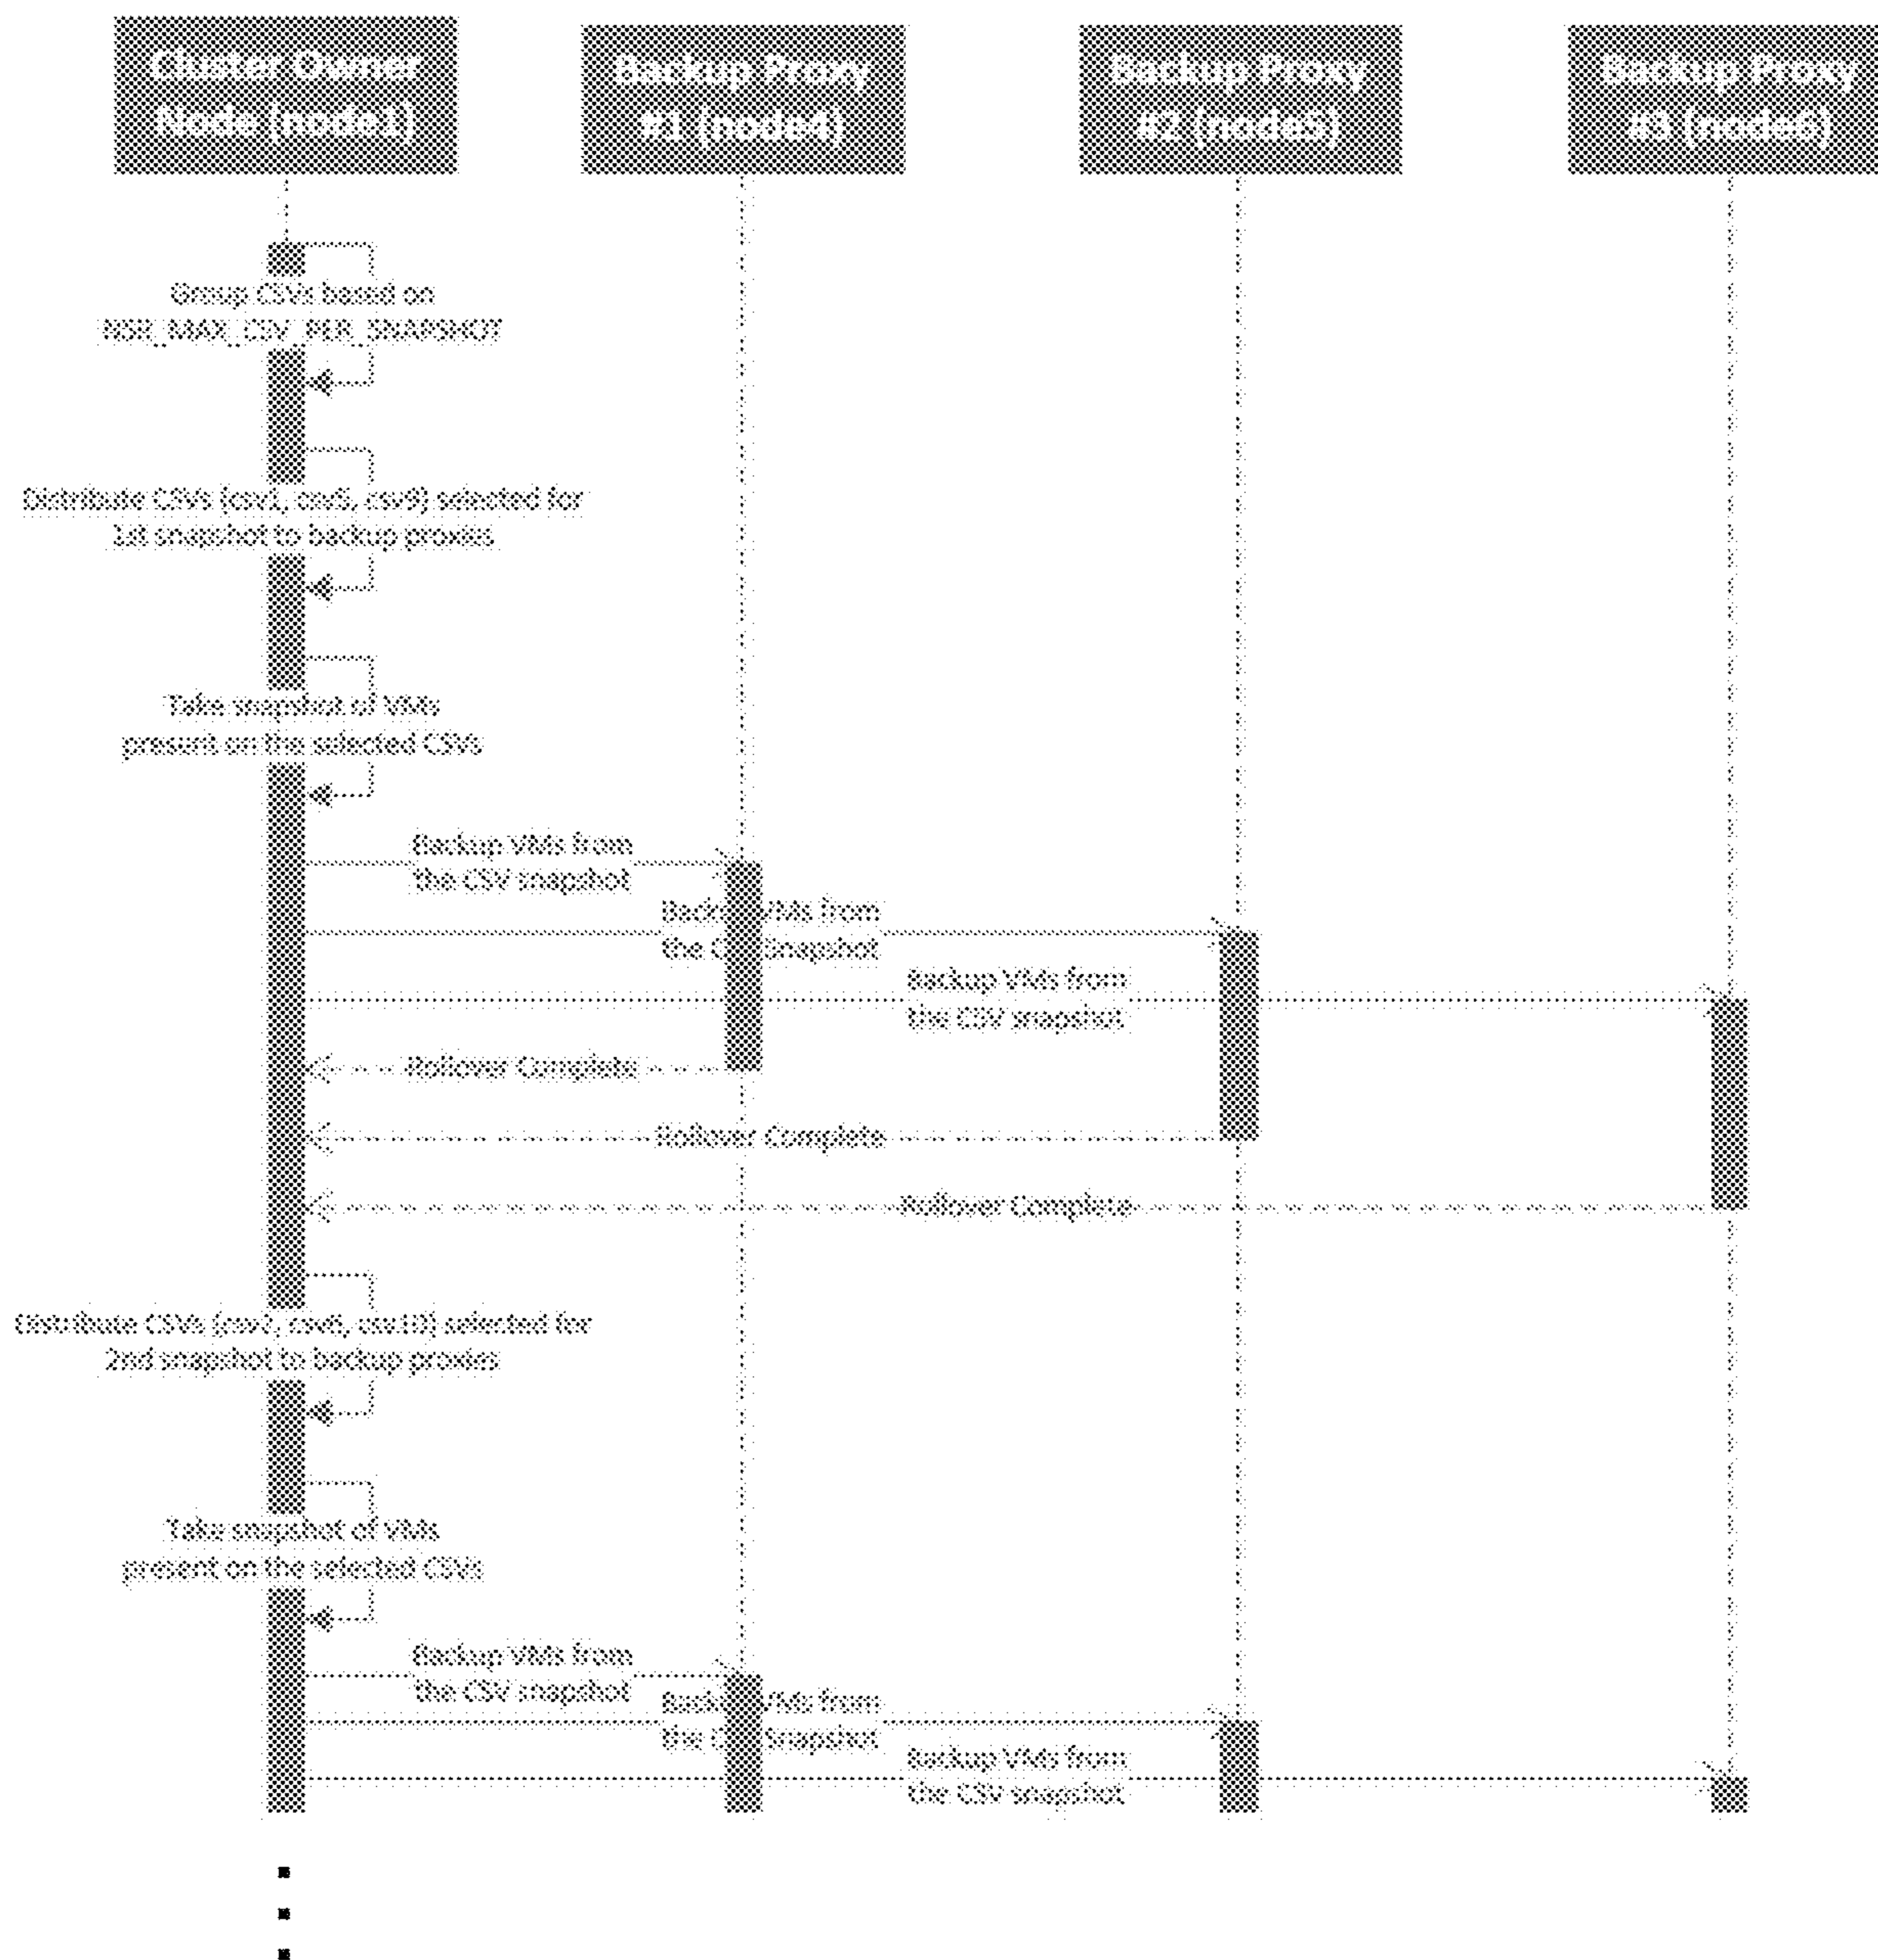 Cluster Owner
Node (node1)
Backup Proxy
#1 (node4)
Backup Proxy
#2 (node5)
Backup Proxy
#3 (node6)
Group CSVs based on
NSR_MAX_CSV_PER_SNAPSHOT
Distribute CSVs (csv1, csv5, csv9) selected for
1st snapshot to backup proxies
Take snapshot of VMs
present on the selected CSVs
Backup VMs from
the CSV snapshot
Backup VMs from
the CSV Snapshot
Backup VMs from
the CSV snapshot
Rollover Complete
Rollover Complete
Rollover Complete
Distribute CSVs (csv2, csv6, csv10) selected for
2nd snapshot to backup proxies
Take snapshot of VMs
present on the selected CSVs
Backup VMs from
the CSV snapshot
Backup VMs from
the CSV Snapshot
Backup VMs from
the CSV snapshot